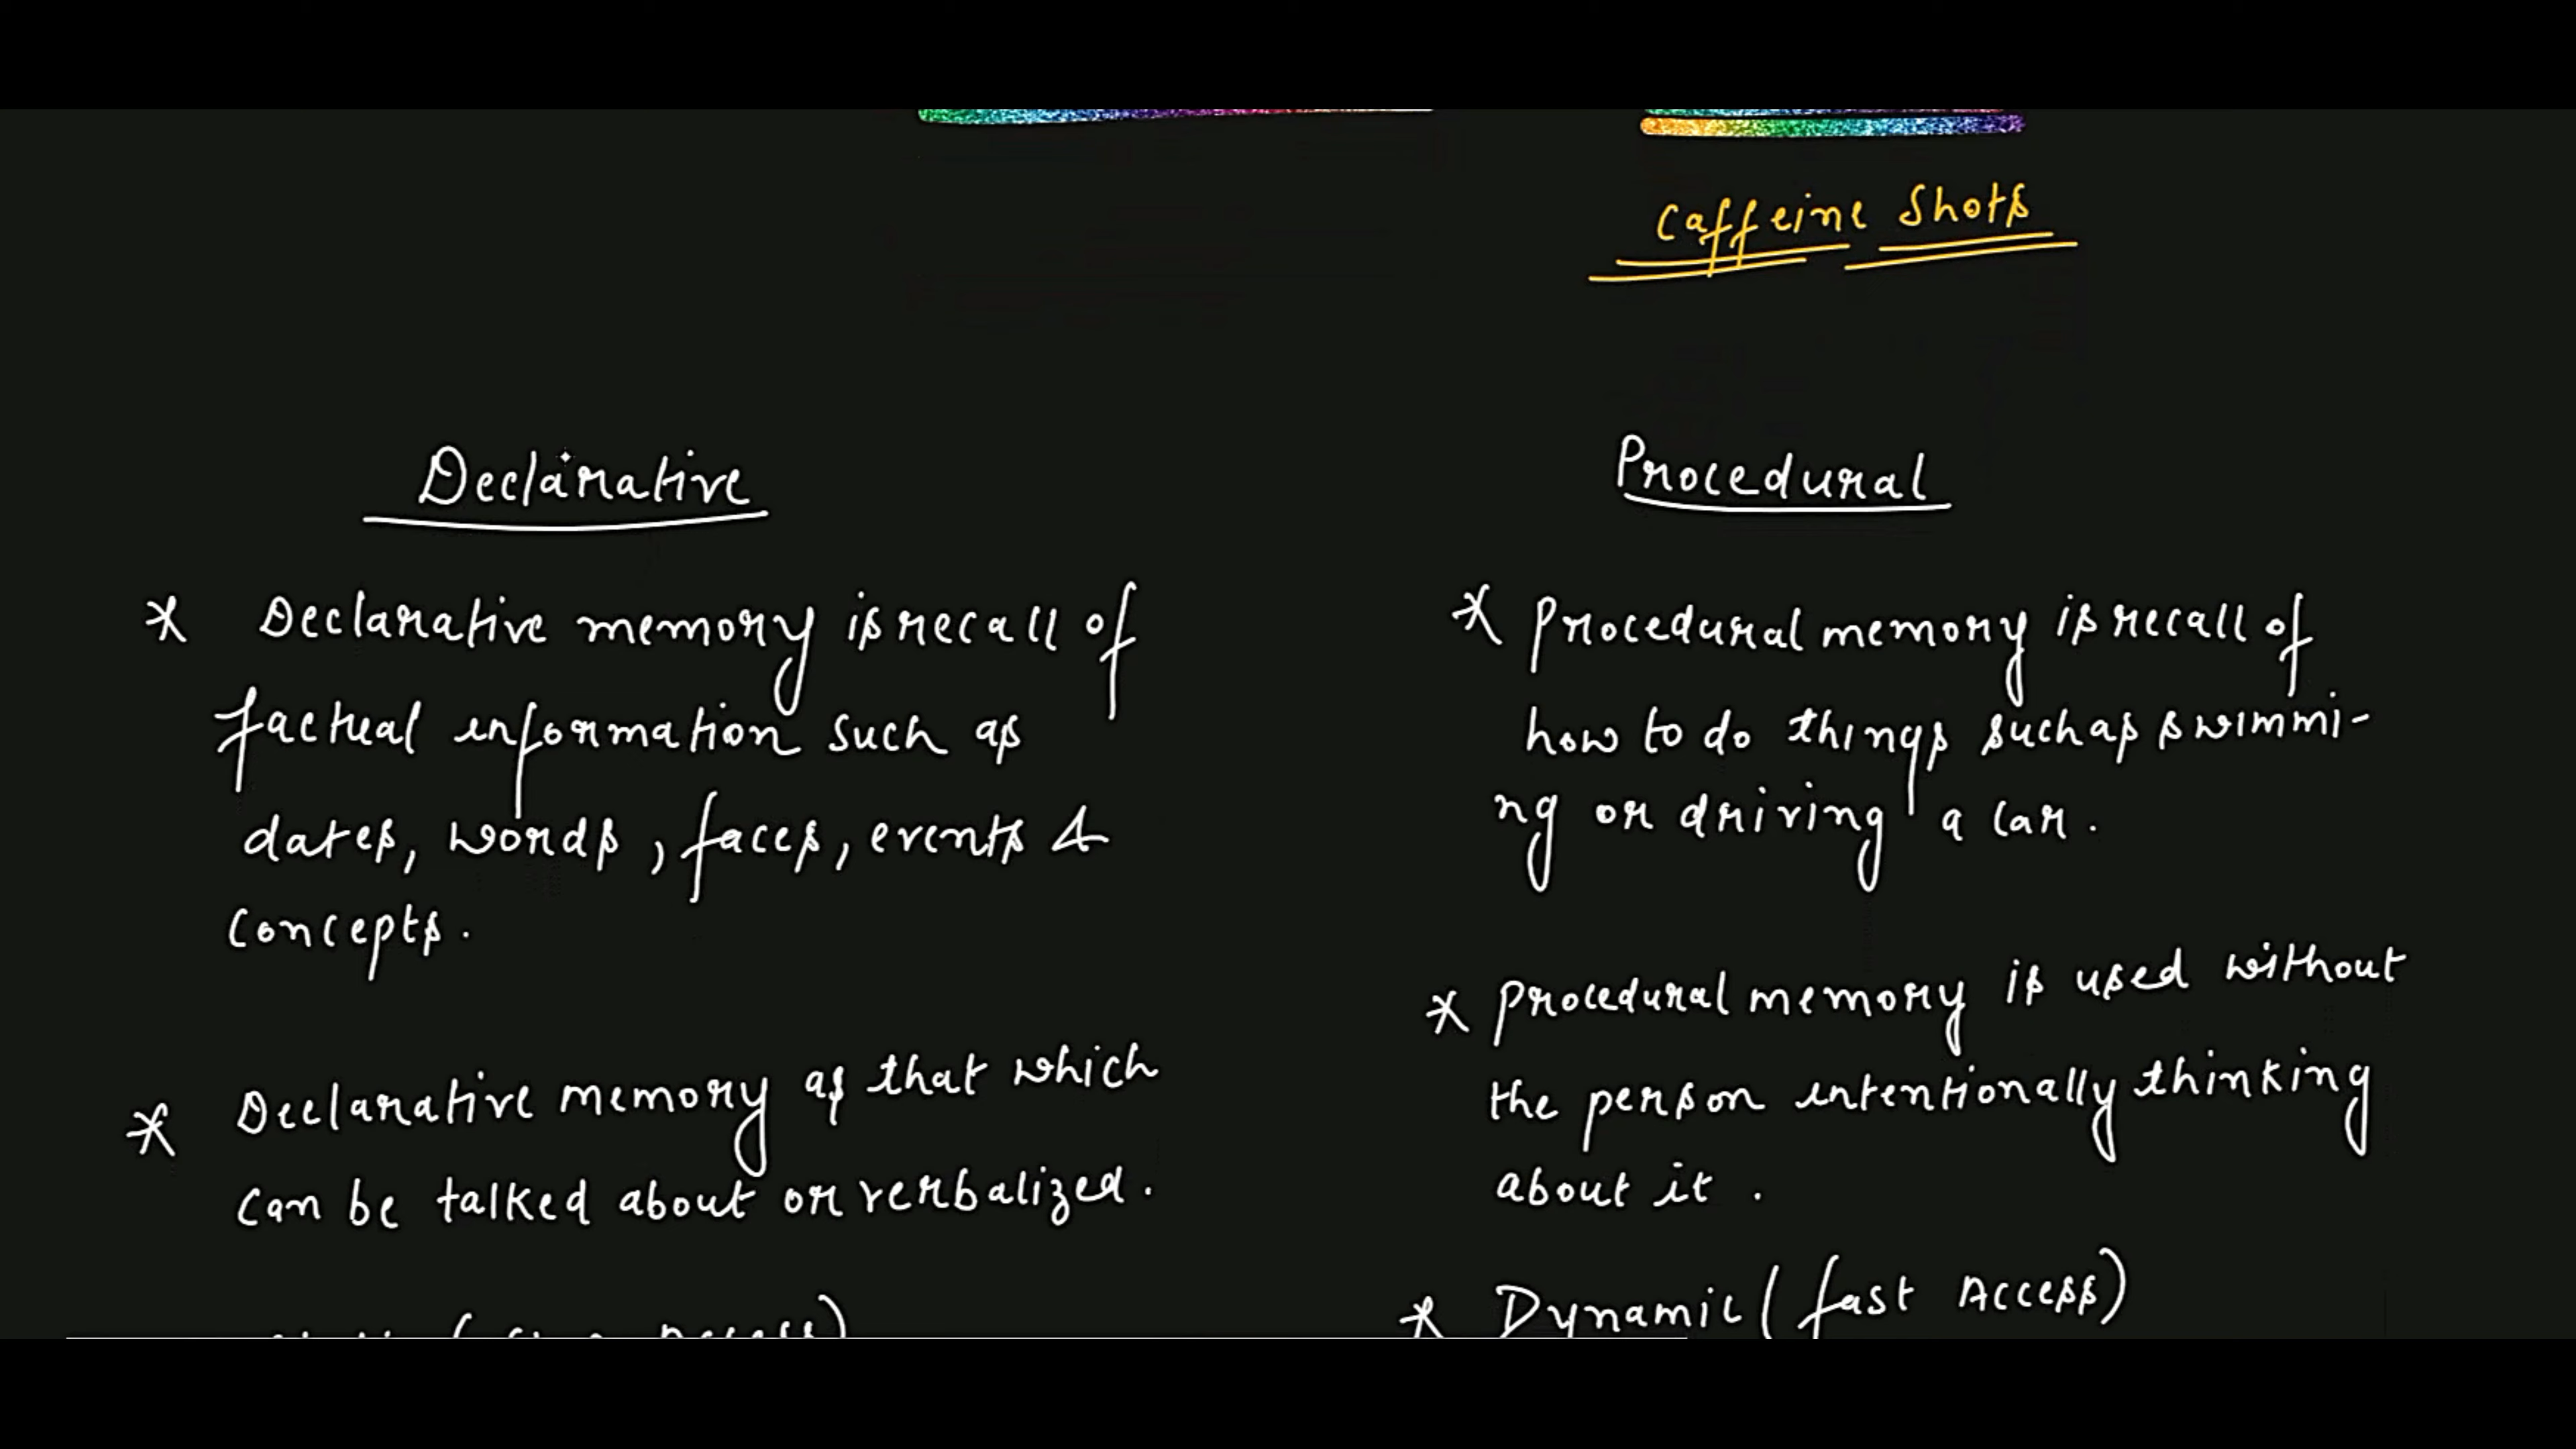 Caffeine Shots
Declarative
* Declarative memory is recall of
factual information such as
dates, words, faces, events &
concepts.
* Declarative memory as that which
can be talked about or verbalized.
Access)
Procedural
* Procedural memory is recall of
how to do things such as swimmi-
ng or driving a car.
* Procedural memory is used without
the person intentionally thinking
about it.
* Dynamic (fast Access)